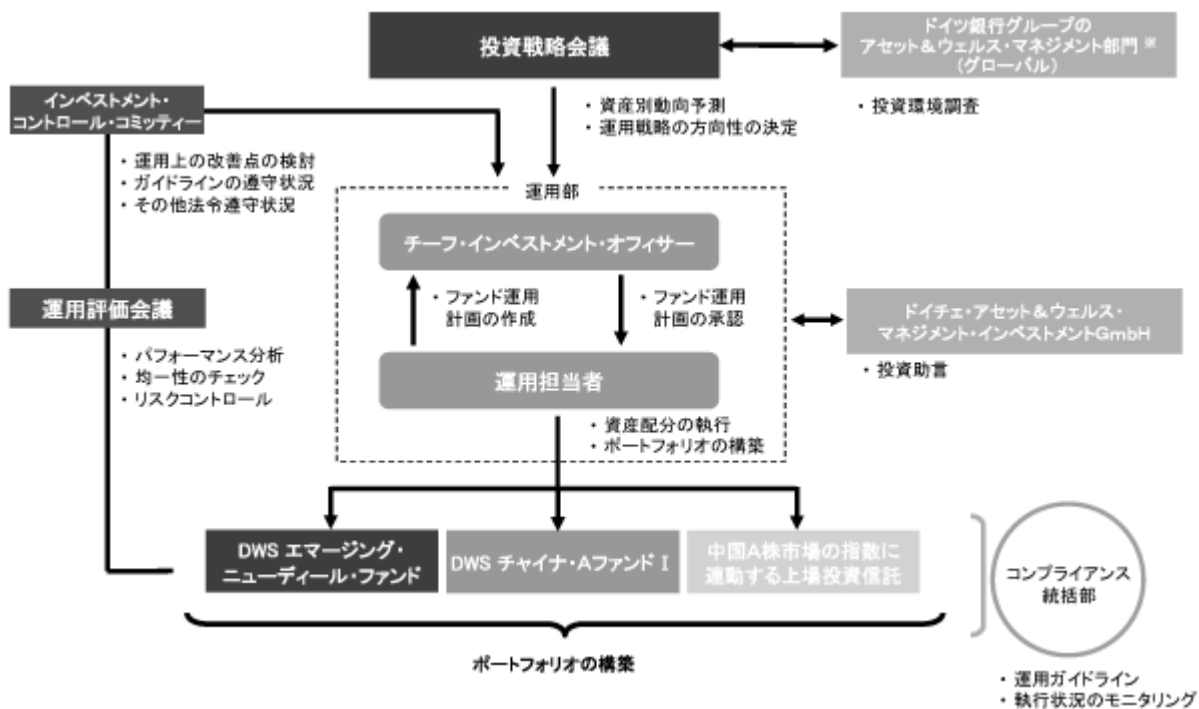 投資戦略会議
ドイツ銀行グループの
アセット&ウェルス・マネジメント部門 ※
(グローバル)
・ 投資環境調査
・ 資産別動向予測
・ 運用戦略の方向性の決定
インベストメント・
コントロール・コミッティー
・ 運用上の改善点の検討
・ ガイドラインの遵守状況
・ その他法令遵守状況
運用部
チーフ・インベストメント・オフィサー
・ ファンド運用
計画の作成
・ ファンド運用
計画の承認
運用評価会議
・ パフォーマンス分析
・ 均一性のチェック
・ リスクコントロール
ドイチェ・アセット&ウェルス・
マネジメント・インベストメントGmbH
・ 投資助言
運用担当者
・ 資産配分の執行
・ ポートフォリオの構築
DWS エマージング・
ニューディール・ファンド
DWS チャイナ・Aファンド I
中国A株市場の指数に
連動する上場投資信託
コンプライアンス
統括部
ポートフォリオの構築
・ 運用ガイドライン
・ 執行状況のモニタリング